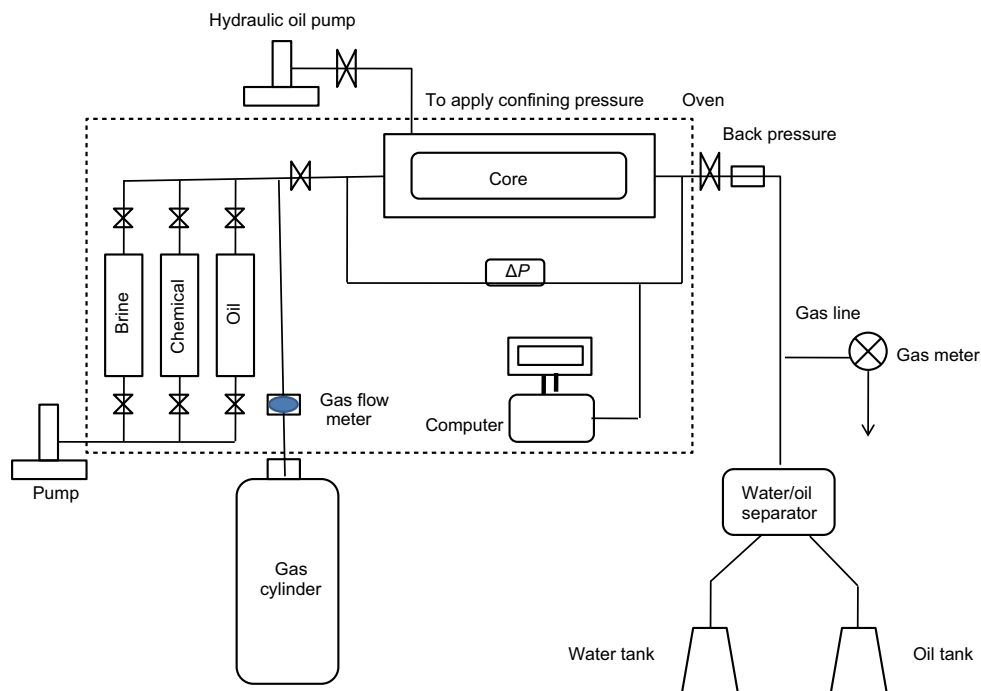 Hydraulic oil pump
To apply confining pressure
Oven
Back pressure
Core
Brine
Chemical
Oil
ΔP
Gas line
Gas meter
Gas flow
meter
Computer
Pump
Water/oil
separator
Gas
cylinder
Water tank
Oil tank